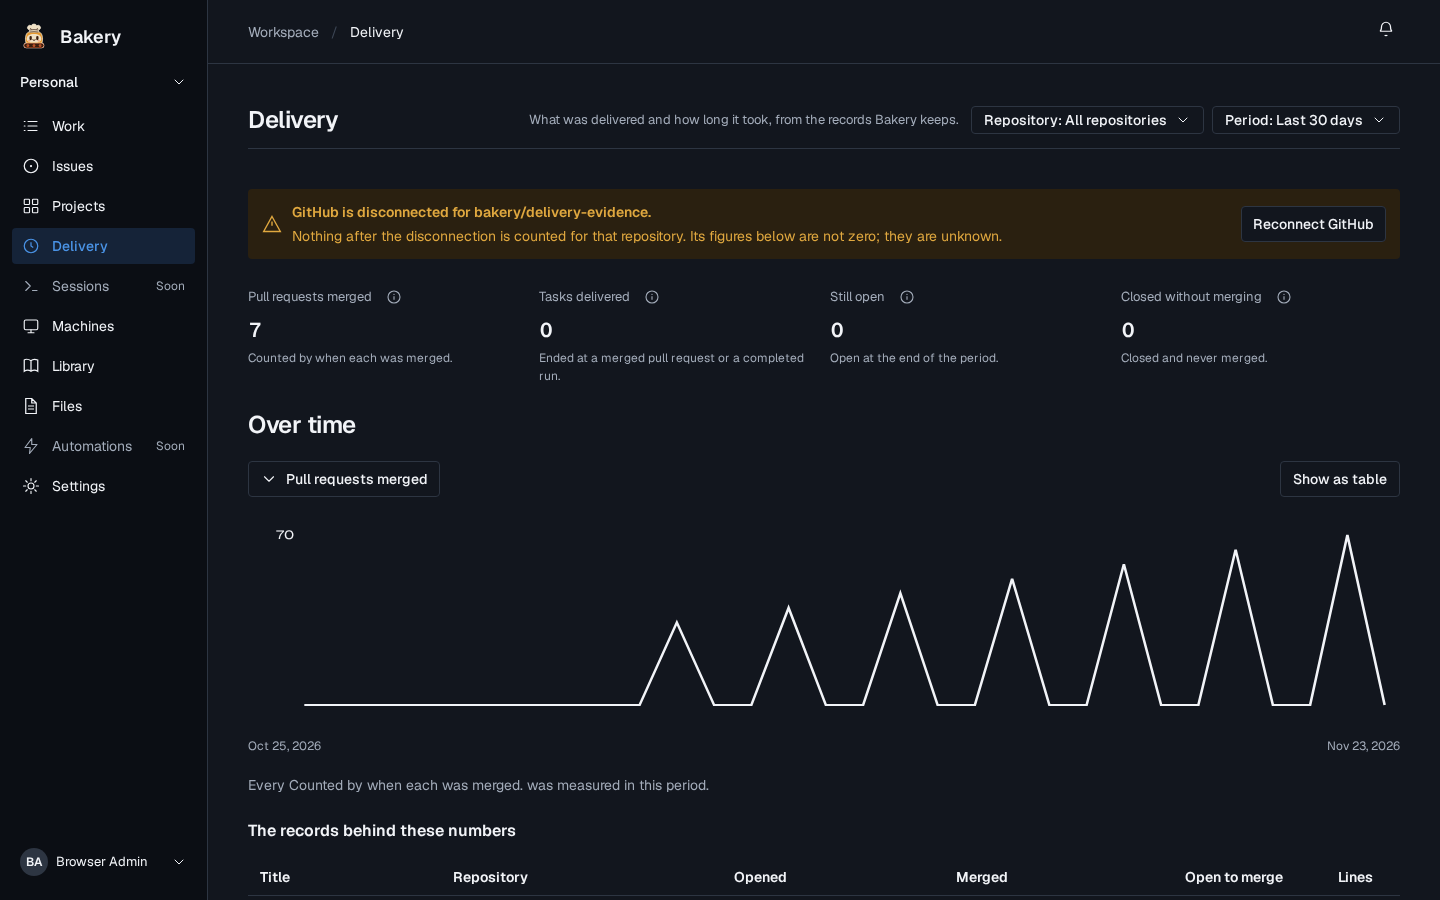 Bakery
Workspace / Delivery
Personal
Work
Issues
Projects
Delivery
Sessions Soon
Machines
Library
Files
Automations Soon
Settings
BA Browser Admin
Delivery
What was delivered and how long it took, from the records Bakery keeps.
Repository: All repositories
Period: Last 30 days
GitHub is disconnected for bakery/delivery-evidence.
Nothing after the disconnection is counted for that repository. Its figures below are not zero; they are unknown.
Reconnect GitHub
Pull requests merged
7
Counted by when each was merged.
Tasks delivered
0
Ended at a merged pull request or a completed
run.
Still open
0
Open at the end of the period.
Closed without merging
0
Closed and never merged.
Over time
Pull requests merged
Show as table
70
Oct 25, 2026
Nov 23, 2026
Every Counted by when each was merged. was measured in this period.
The records behind these numbers
Title Repository Opened Merged Open to merge Lines